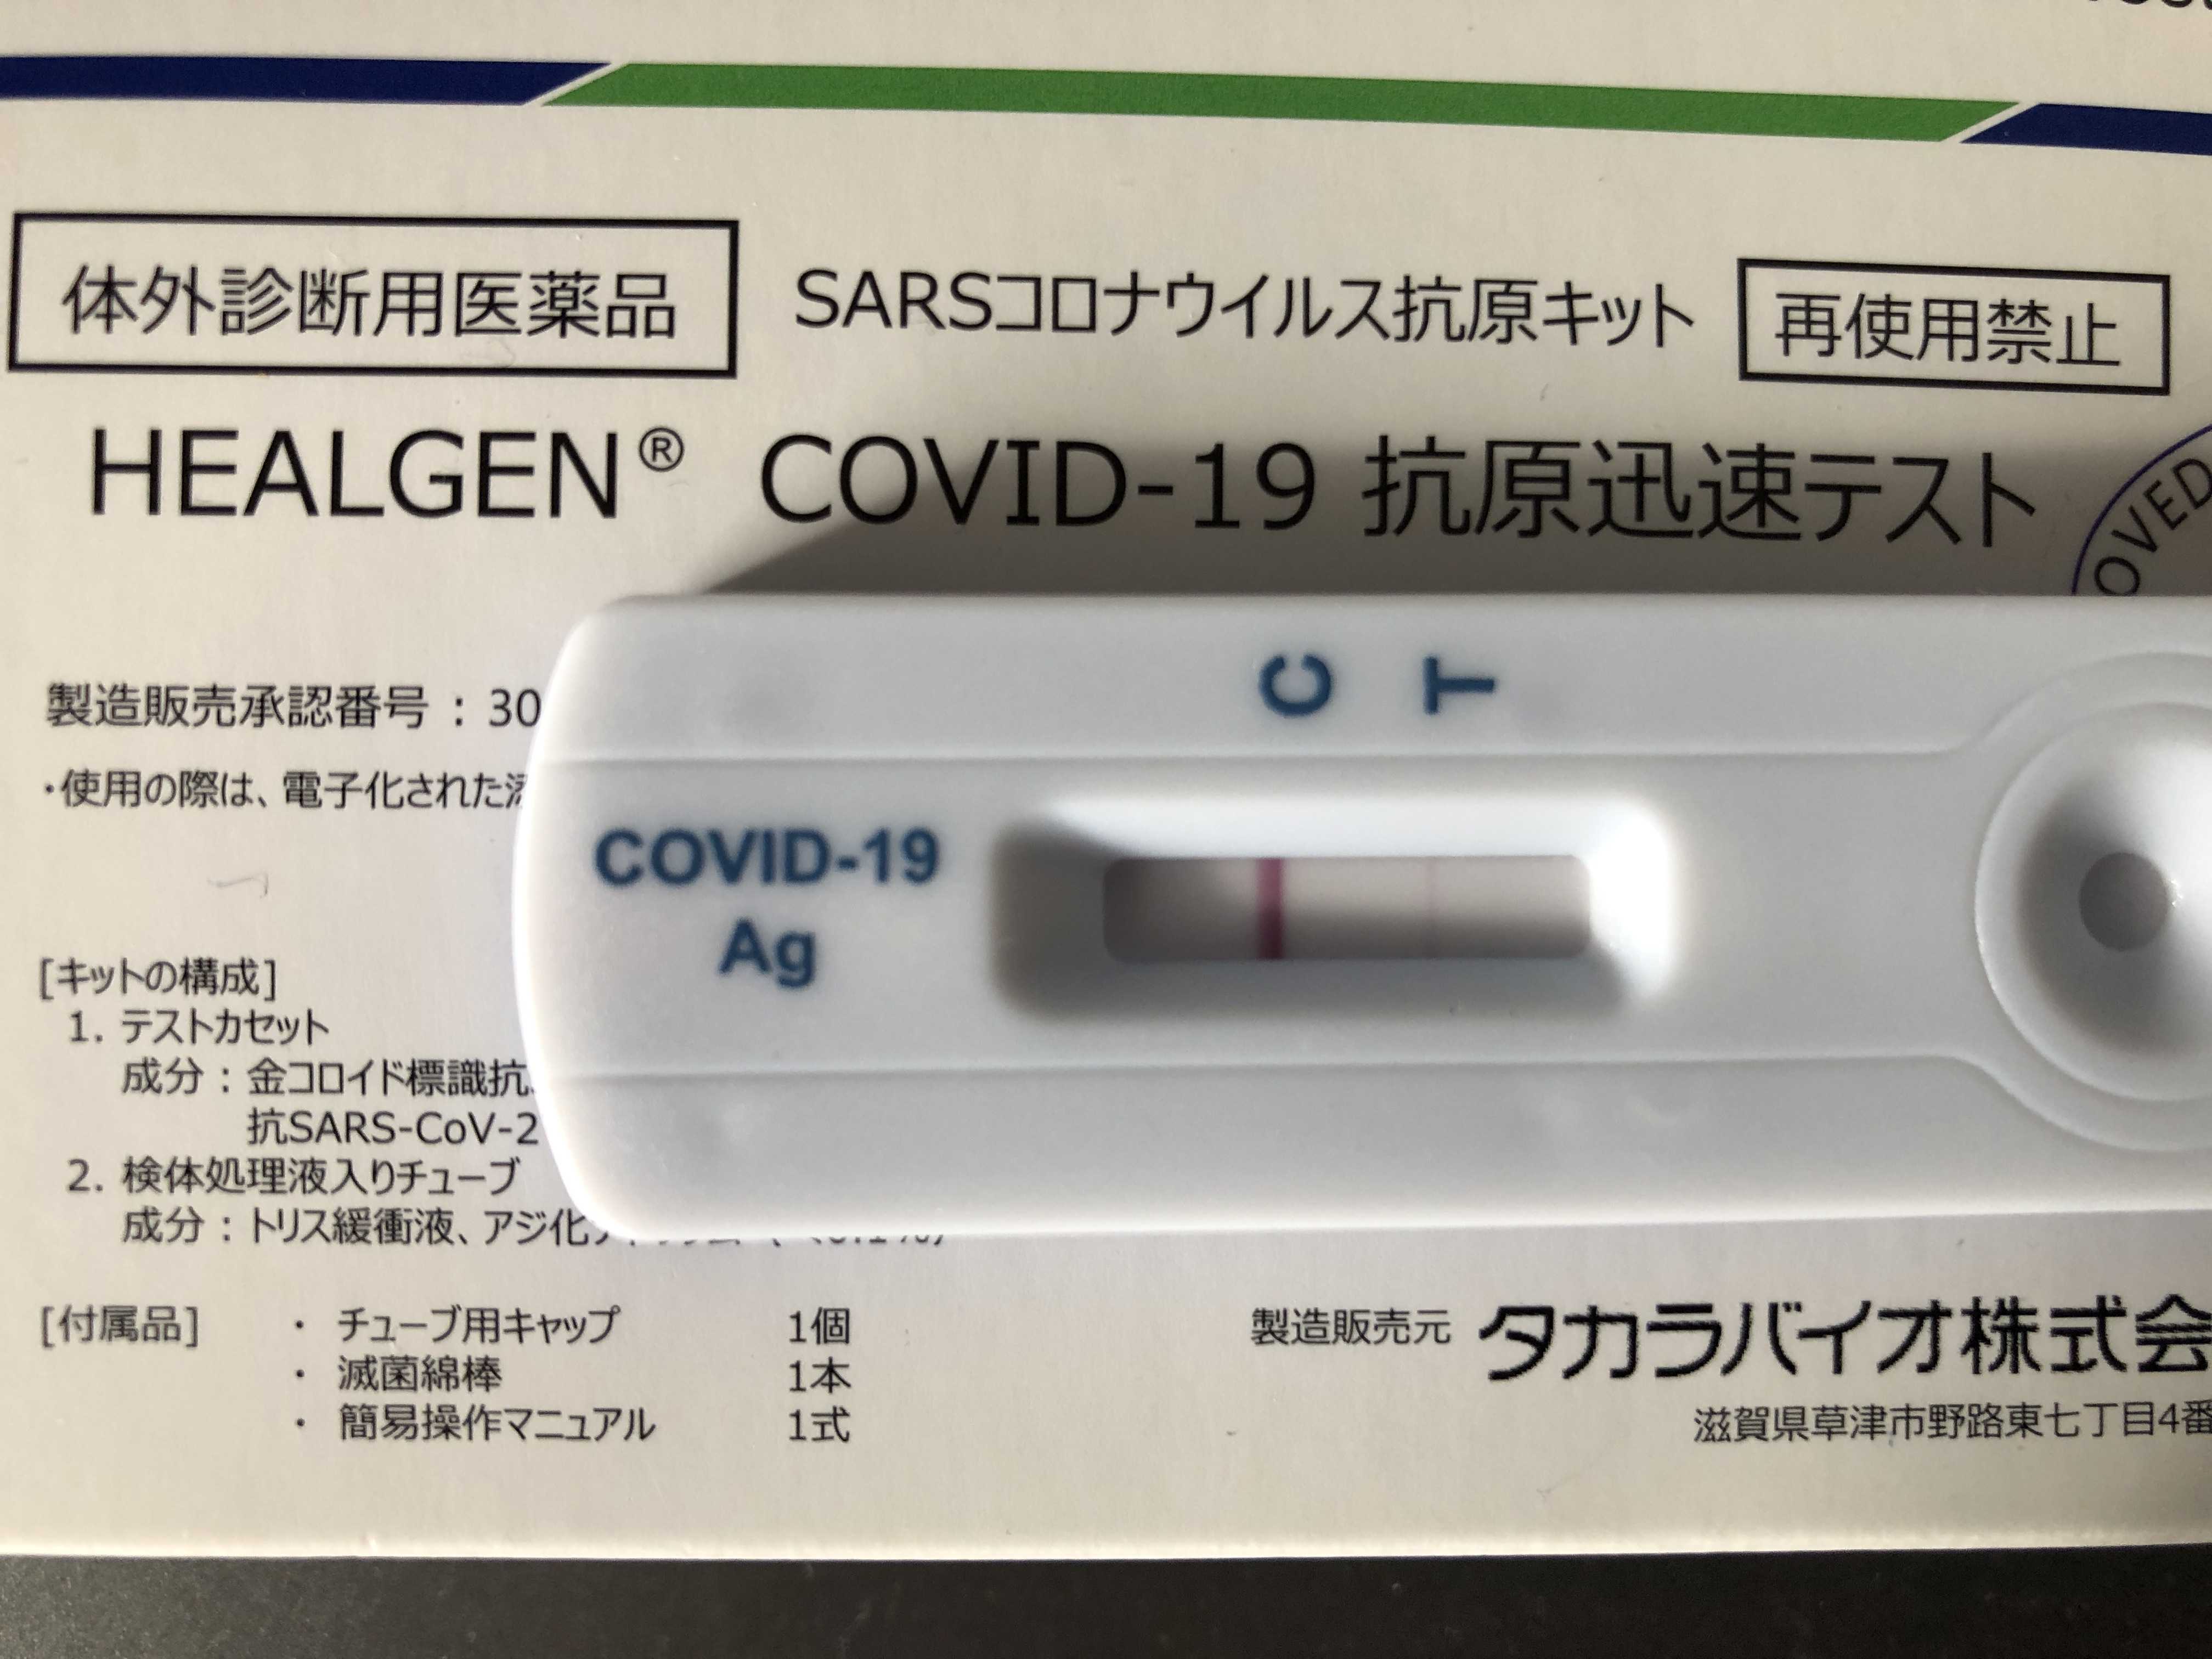 体外診断用医薬品 SARSコロナウイルス抗原キット 再使用禁止
HEALGEN® COVID-19 抗原迅速テスト
OVED
製造販売承認番号：30
・使用の際は、電子化された
C T
COVID-19
Ag
[キットの構成]
1. テストカセット
成分：金コロイド標識抗
抗SARS-CoV-2
2. 検体処理液入りチューブ
成分：トリス緩衝液、アジ化
[付属品] ・ チューブ用キャップ 1個
・ 滅菌綿棒 1本
・ 簡易操作マニュアル 1式
製造販売元 タカラバイオ株式会
滋賀県草津市野路東七丁目4番